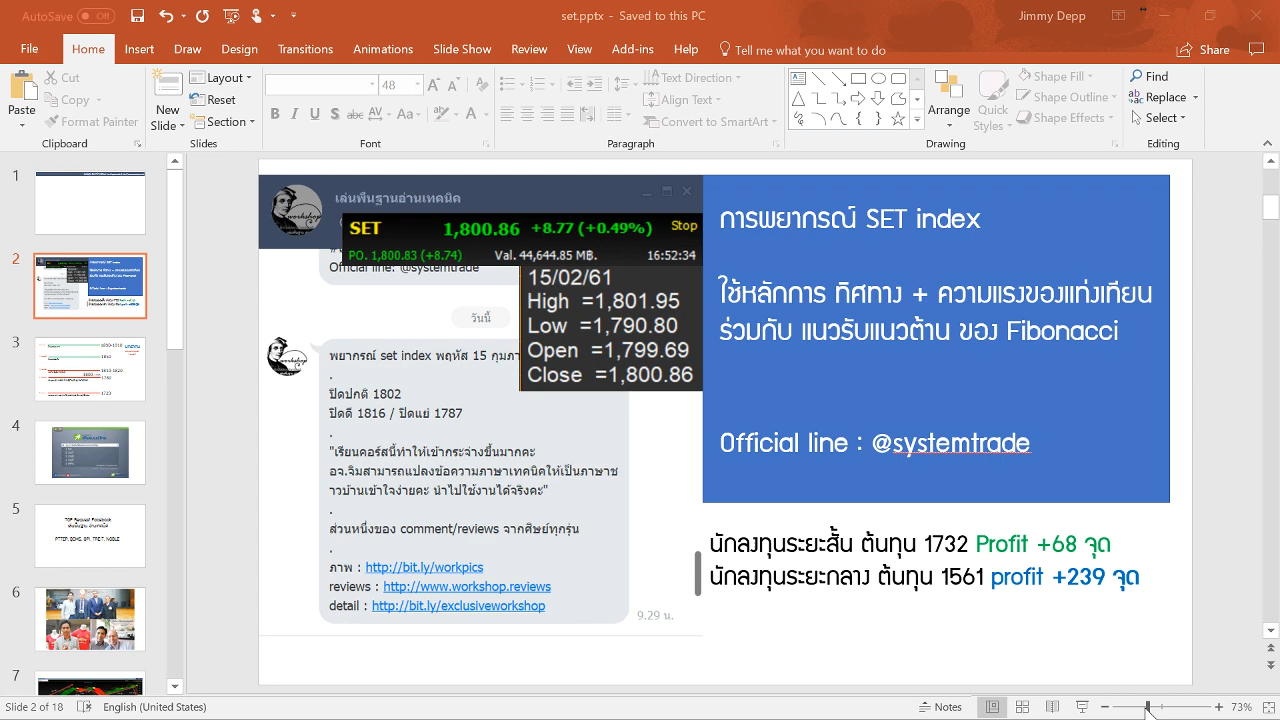 AutoSave Off
set.pptx - Saved to this PC
Jimmy Depp
File Home Insert Draw Design Transitions Animations Slide Show Review View Add-ins Help Tell me what you want to do Share
Paste Cut Copy Format Painter Clipboard
New Slide Layout Reset Section Slides
48 Font
Text Direction Align Text Convert to SmartArt Paragraph
Arrange Quick Styles Shape Fill Shape Outline Shape Effects Drawing
Find Replace Select Editing
1
2
3
4
5
TOP Request Facebook
PTTEP, BCH6, GPI, TPE-T, NOBLE
6
7
เล่นพื้นฐานอ่านเทคนิค
SET 1,800.86 +8.77 (+0.49%) Stop
PO. 1,800.83 (+8.74) Val. 44,644.85 MB. 16:52:34
Official line: @systemtrade
15/02/61
High =1,801.95
Low =1,790.80
Open =1,799.69
Close =1,800.86
วันนี้
พยากรณ์ set index พฤหัส 15 กุมภา
.
ปิดปกติ 1802
ปิดดี 1816 / ปิดแย่ 1787
.
"เรียนคอร์สนี้ทำให้เข้ากระจ่างขึ้นมากคะ
อจ.จิมสามารถแปลงข้อความภาษาเทคนิคให้เป็นภาษาช
าวบ้านเข้าใจง่ายคะ นำไปใช้งานได้จริงคะ"
.
ส่วนหนึ่งของ comment/reviews จากศิษย์ทุกรุ่น
.
ภาพ : http://bit.ly/workpics
reviews : http://www.workshop.reviews
detail : http://bit.ly/exclusiveworkshop
9.29 น.
การพยากรณ์ SET index
ใช้หลักการ ทิศทาง + ความแรงของแท่งเทียน
ร่วมกับ แนวรับแนวต้าน ของ Fibonacci
Official line : @systemtrade
นักลงทุนระยะสั้น ต้นทุน 1732 Profit +68 จุด
นักลงทุนระยะกลาง ต้นทุน 1561 profit +239 จุด
Slide 2 of 18 English (United States) Notes 73%